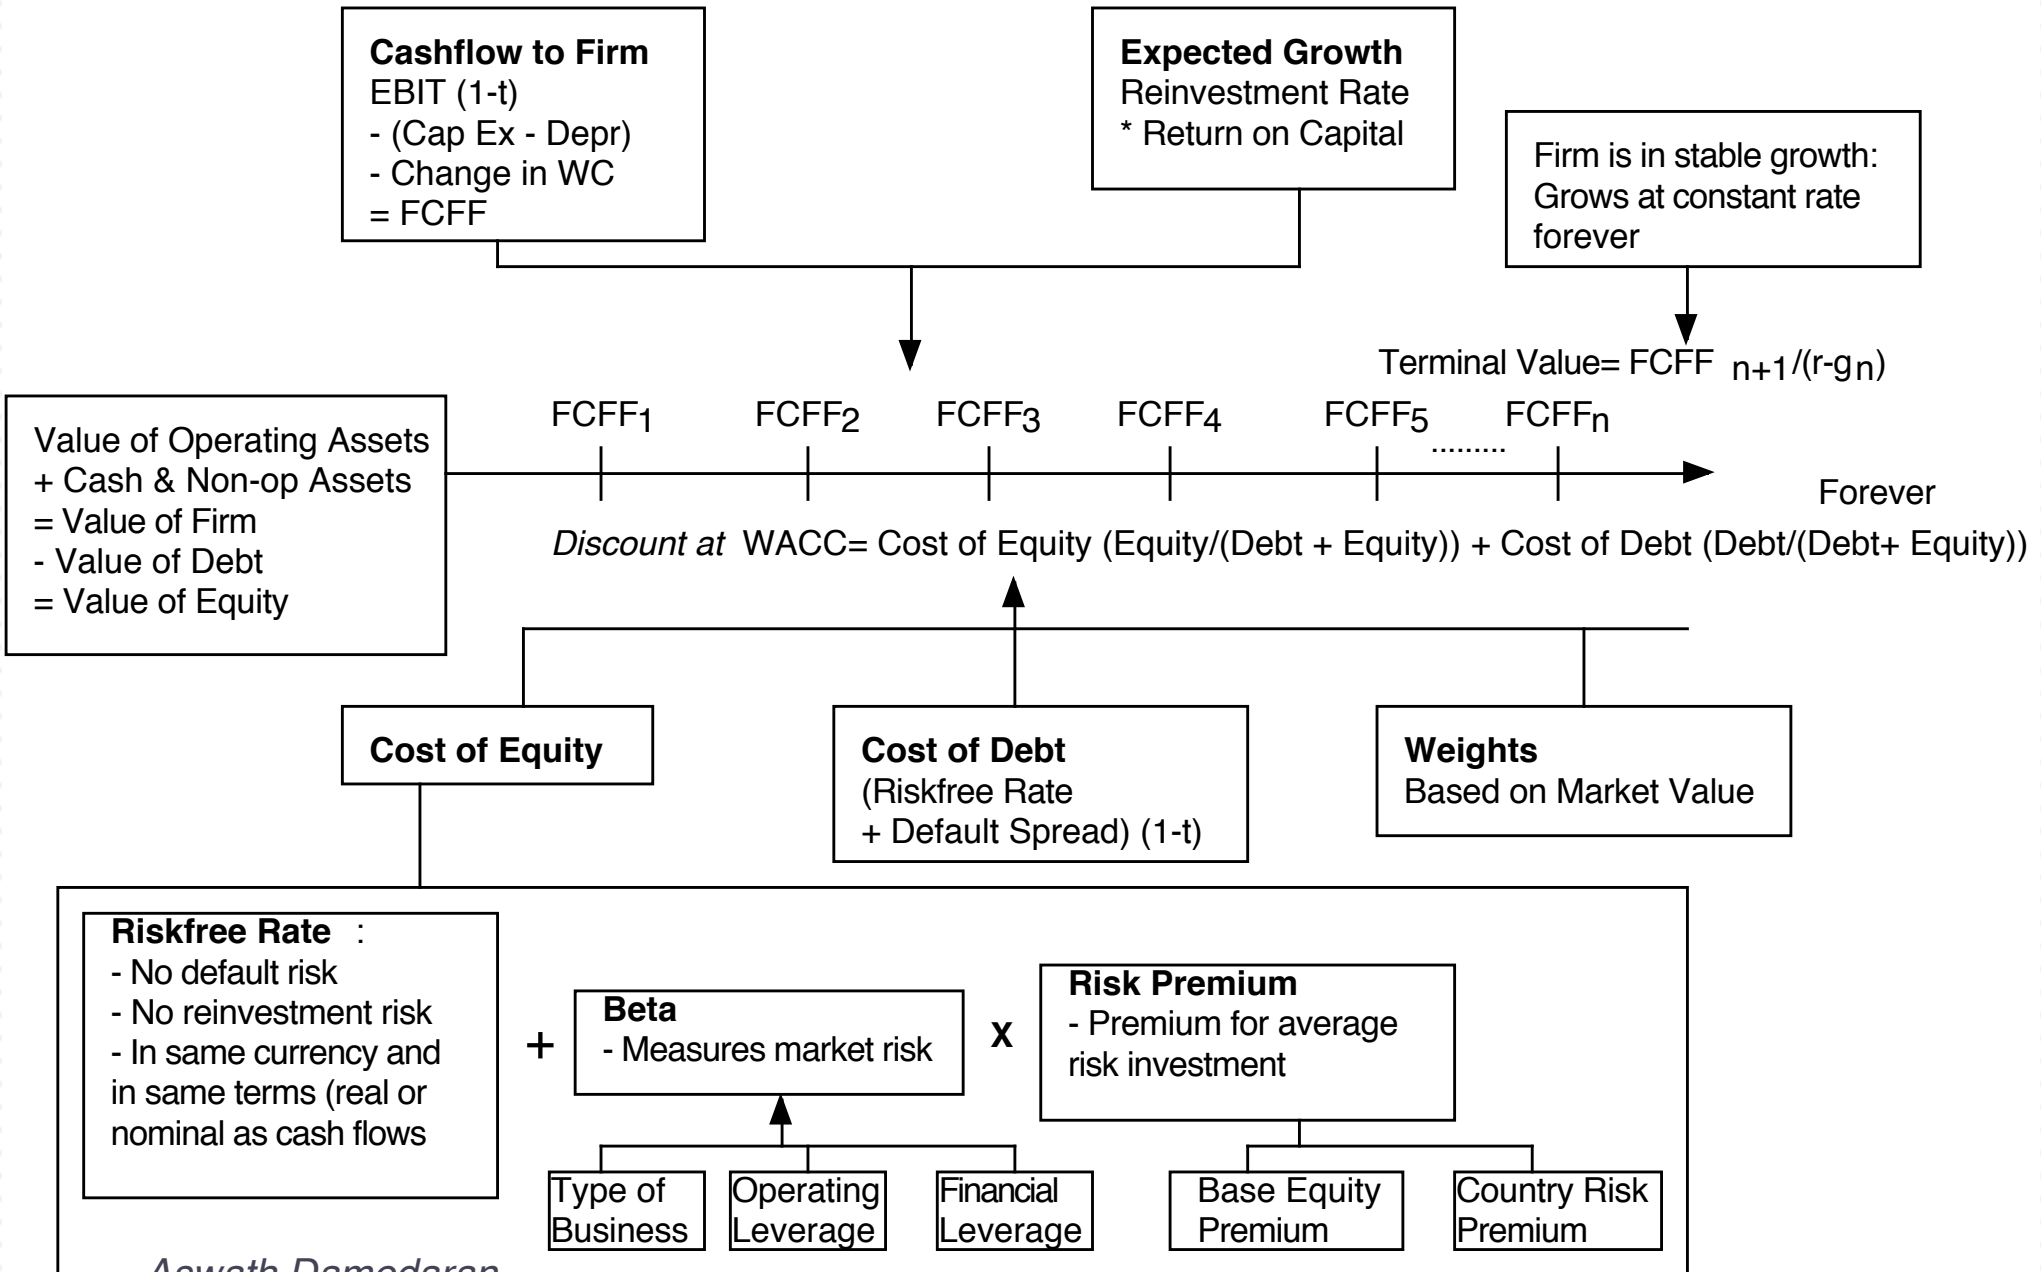 Cashflow to Firm
EBIT (1-t)
- (Cap Ex - Depr)
- Change in WC
= FCFF
Expected Growth
Reinvestment Rate
* Return on Capital
Firm is in stable growth:
Grows at constant rate
forever
Terminal Value= FCFF n+1/(r-gn)
FCFF1 FCFF2 FCFF3 FCFF4 FCFF5 ......... FCFFn
Forever
Value of Operating Assets
+ Cash & Non-op Assets
= Value of Firm
- Value of Debt
= Value of Equity
Discount at WACC= Cost of Equity (Equity/(Debt + Equity)) + Cost of Debt (Debt/(Debt+ Equity))
Cost of Equity
Cost of Debt
(Riskfree Rate
+ Default Spread) (1-t)
Weights
Based on Market Value
Riskfree Rate :
- No default risk
- No reinvestment risk
- In same currency and
in same terms (real or
nominal as cash flows
+
Beta
- Measures market risk
X
Risk Premium
- Premium for average
risk investment
Type of
Business
Operating
Leverage
Financial
Leverage
Base Equity
Premium
Country Risk
Premium
Aswath Damodaran